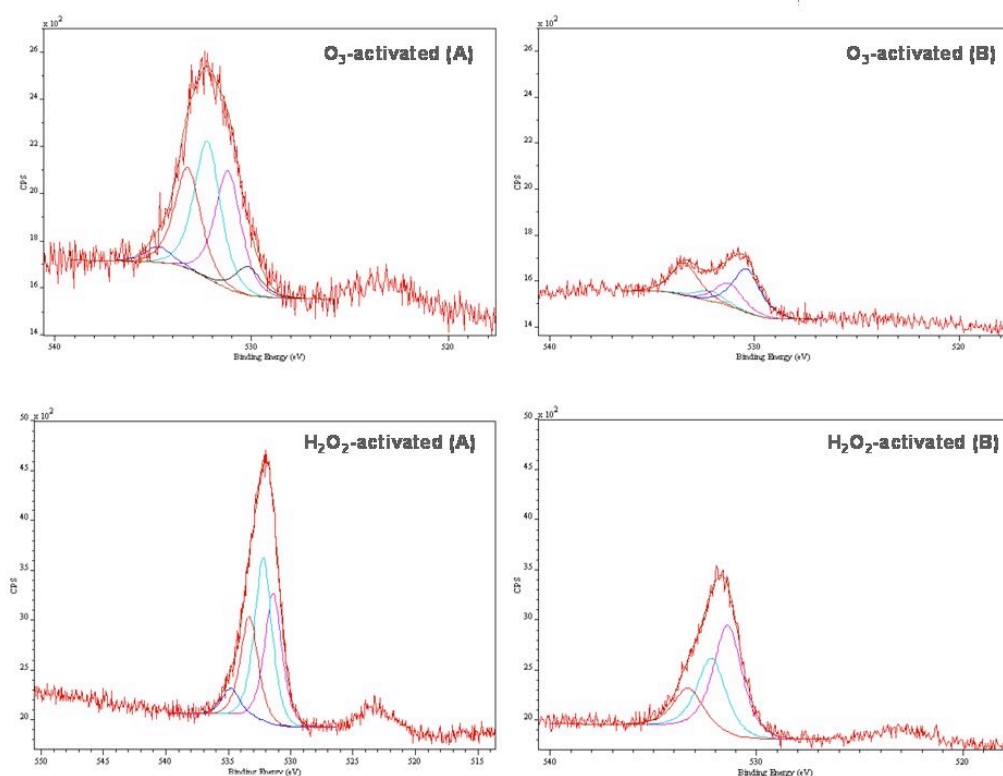 x 10²
O₃-activated (A)
26
24
22
20
18
16
14
CPS
540
530
520
Binding Energy (eV)
x 10²
O₃-activated (B)
26
24
22
20
18
16
14
CPS
540
530
520
Binding Energy (eV)
50 x 10²
H₂O₂-activated (A)
45
40
35
30
25
20
CPS
550
545
540
535
530
525
520
515
Binding Energy (eV)
50 x 10²
H₂O₂-activated (B)
45
40
35
30
25
20
CPS
540
530
520
Binding Energy (eV)